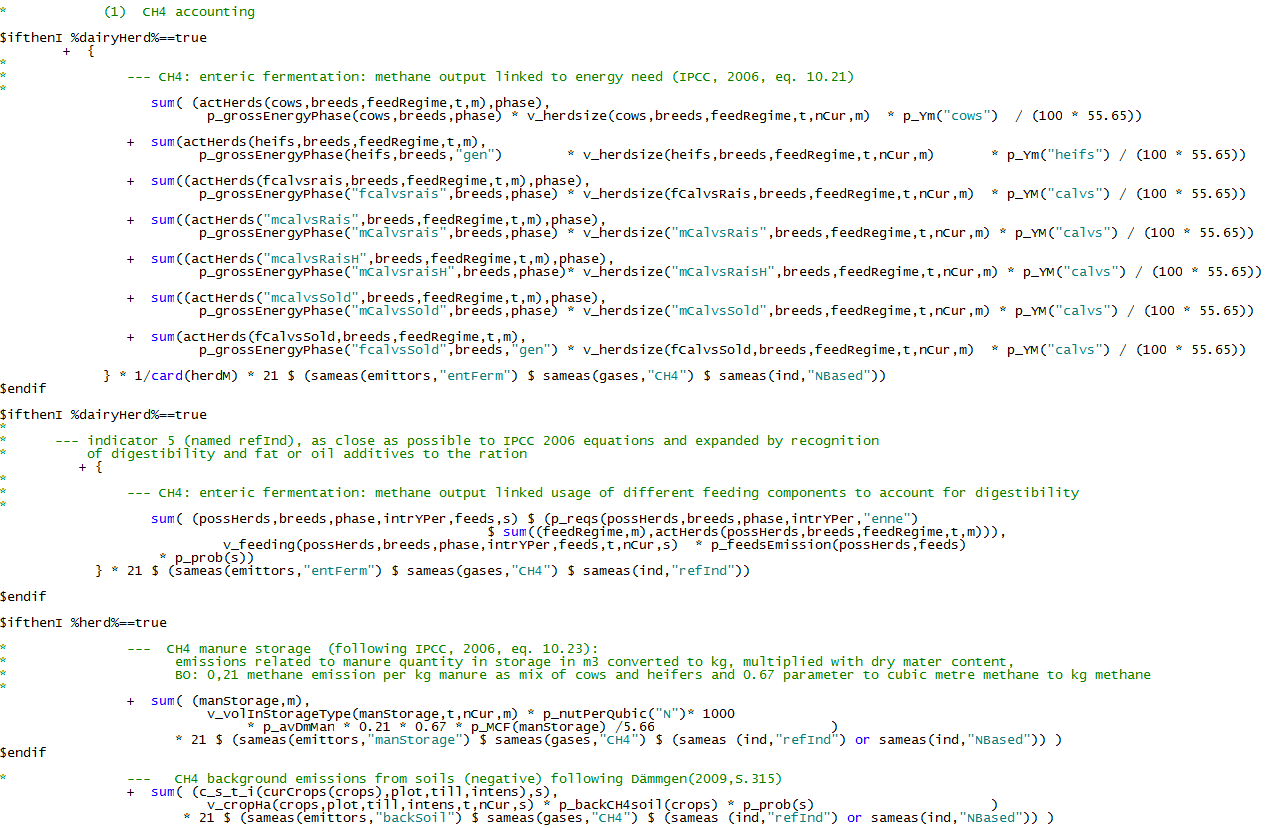 *            (1)  CH4 accounting
$ifthenI %dairyHerd%==true
        +  {
*
*               --- CH4: enteric fermentation: methane output linked to energy need (IPCC, 2006, eq. 10.21)
*
                   sum( (actHerds(cows,breeds,feedRegime,t,m),phase),
                          p_grossEnergyPhase(cows,breeds,phase) * v_herdsize(cows,breeds,feedRegime,t,nCur,m)  * p_Ym("cows")  / (100 * 55.65))
                +  sum(actHerds(heifs,breeds,feedRegime,t,m),
                         p_grossEnergyPhase(heifs,breeds,"gen")        * v_herdsize(heifs,breeds,feedRegime,t,nCur,m)       * p_Ym("heifs") / (100 * 55.65))
                +  sum((actHerds(fcalvsrais,breeds,feedRegime,t,m),phase),
                         p_grossEnergyPhase("fcalvsrais",breeds,phase) * v_herdsize(fCalvsRais,breeds,feedRegime,t,nCur,m)  * p_YM("calvs") / (100 * 55.65))
                +  sum((actHerds("mcalvsRais",breeds,feedRegime,t,m),phase),
                         p_grossEnergyPhase("mCalvsrais",breeds,phase) * v_herdsize("mCalvsRais",breeds,feedRegime,t,nCur,m) * p_YM("calvs") / (100 * 55.65))
                +  sum((actHerds("mcalvsRaisH",breeds,feedRegime,t,m),phase),
                         p_grossEnergyPhase("mCalvsraisH",breeds,phase)* v_herdsize("mCalvsRaisH",breeds,feedRegime,t,nCur,m) * p_YM("calvs") / (100 * 55.65))
                +  sum((actHerds("mcalvsSold",breeds,feedRegime,t,m),phase),
                         p_grossEnergyPhase("mCalvsSold",breeds,phase) * v_herdsize("mCalvsSold",breeds,feedRegime,t,nCur,m) * p_YM("calvs") / (100 * 55.65))
                +  sum(actHerds(fCalvsSold,breeds,feedRegime,t,m),
                         p_grossEnergyPhase("fcalvsSold",breeds,"gen") * v_herdsize(fCalvsSold,breeds,feedRegime,t,nCur,m)  * p_YM("calvs") / (100 * 55.65))
             } * 1/card(herdM) * 21 $ (sameas(emittors,"entFerm") $ sameas(gases,"CH4") $ sameas(ind,"NBased"))
$endif
$ifthenI %dairyHerd%==true
*
*      --- indicator 5 (named refInd), as close as possible to IPCC 2006 equations and expanded by recognition
*          of digestibility and fat or oil additives to the ration
          + {
*
*               --- CH4: enteric fermentation: methane output linked usage of different feeding components to account for digestibility
*
                   sum( (possHerds,breeds,phase,intrYPer,feeds,s) $ (p_reqs(possHerds,breeds,phase,intrYPer,"enne")
                                                              $ sum((feedRegime,m),actHerds(possHerds,breeds,feedRegime,t,m))),
                            v_feeding(possHerds,breeds,phase,intrYPer,feeds,t,nCur,s)  * p_feedsEmission(possHerds,feeds)
                    * p_prob(s))
            } * 21 $ (sameas(emittors,"entFerm") $ sameas(gases,"CH4") $ sameas(ind,"refInd"))
$endif
$ifthenI %herd%==true
*               ---  CH4 manure storage  (following IPCC, 2006, eq. 10.23):
*                     emissions related to manure quantity in storage in m3 converted to kg, multiplied with dry mater content,
*                     BO: 0,21 methane emission per kg manure as mix of cows and heifers and 0.67 parameter to cubic metre methane to kg methane
*
                +  sum( (manStorage,m),
                          v_volInStorageType(manStorage,t,nCur,m) * p_nutPerQubic("N")* 1000
                               * p_avDmMan * 0.21 * 0.67 * p_MCF(manStorage) /5.66                       )
                      * 21 $ (sameas(emittors,"manStorage") $ sameas(gases,"CH4") $ (sameas (ind,"refInd") or sameas(ind,"NBased")) )
$endif
*               ---   CH4 background emissions from soils (negative) following Dämmgen(2009,S.315)
                +  sum( (c_s_t_i(curCrops(crops),plot,till,intens),s),
                          v_cropHa(crops,plot,till,intens,t,nCur,s) * p_backCH4soil(crops) * p_prob(s)                       )
                       * 21 $ (sameas(emittors,"backSoil") $ sameas(gases,"CH4") $ (sameas (ind,"refInd") or sameas(ind,"NBased")) )